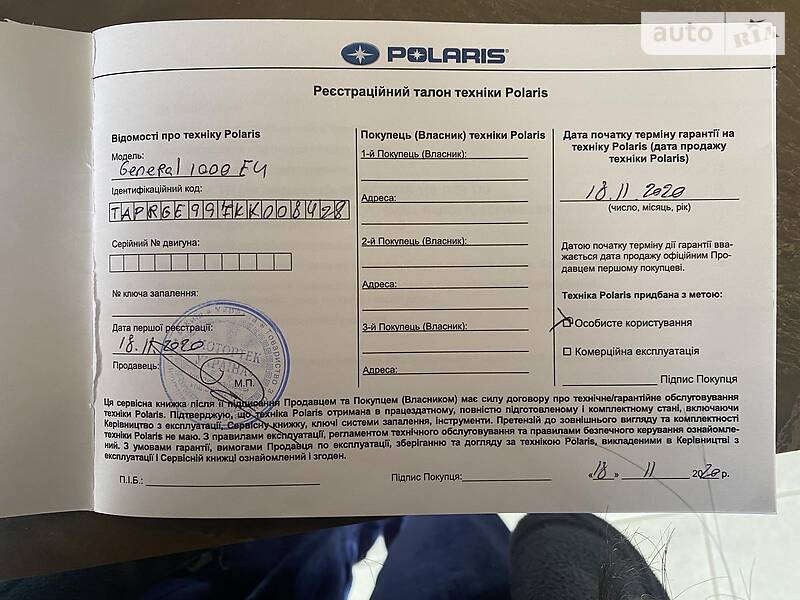 auto RIA
POLARIS
Реєстраційний талон техніки Polaris
Відомості про техніку Polaris
Модель:
General 1000 EU
Ідентифікаційний код:
Серійний № двигуна:
№ ключа запалення:
Дата першої реєстрації:
18.11.2020
Продавець:
МОТОРТЕК
УКРАЇНА
М.П.
Покупець (Власник) техніки Polaris
1-й Покупець (Власник):
Адреса:
2-й Покупець (Власник):
Адреса:
3-й Покупець (Власник):
Адреса:
Дата початку терміну гарантії на
техніку Polaris (дата продажу
техніки Polaris)
18.11.2020
(число, місяць, рік)
Датою початку терміну дії гарантії вва-
жається дата продажу офіційним Про-
давцем першому покупцеві.
Техніка Polaris придбана з метою:
Особисте користування
Комерційна експлуатація
Підпис Покупця
Ця сервісна книжка після її підписання Продавцем та Покупцем (Власником) має силу договору про технічне/гарантійне обслуговування
техніки Polaris. Підтверджую, що техніка Polaris отримана в працездатному, повністю підготовленому і комплектному стані, включаючи
Керівництво з експлуатації, Сервісну книжку, ключі системи запалення, інструменти. Претензій до зовнішнього вигляду та комплектності
техніки Polaris не маю. З правилами експлуатації, регламентом технічного обслуговування та правилами безпечного керування ознайомле-
ний. З умовами гарантії, вимогами Продавця по експлуатації, зберіганню та догляду за технікою Polaris, викладеними в Керівництві з
експлуатації і Сервісній книжці ознайомлений і згоден.
П.І.Б.:
Підпис Покупця:
«18» 11 2020 р.